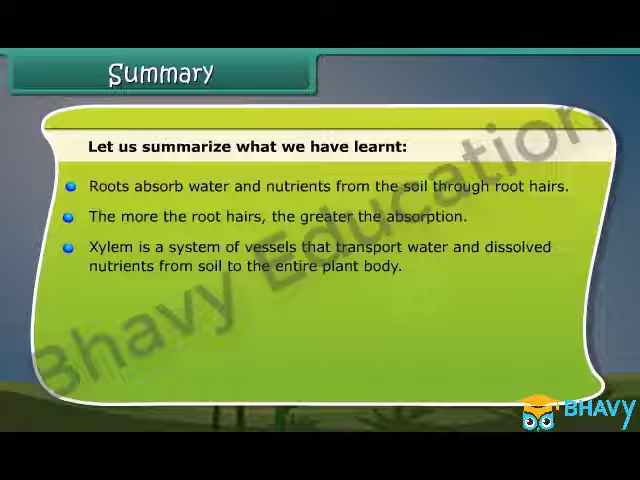 Summary
Let us summarize what we have learnt:
Roots absorb water and nutrients from the soil through root hairs.
The more the root hairs, the greater the absorption.
Xylem is a system of vessels that transport water and dissolved
nutrients from soil to the entire plant body.
Bhavy Education
BHAVY